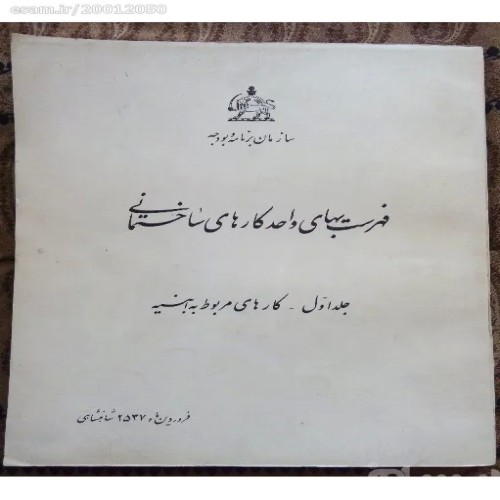 esam.ir/20012050
سازمان برنامه و بودجه
فهرست بهای واحد کارهای ساختمانی
جلد اول - کارهای مربوط به ابنیه
فروردین ماه ۲۵۳۷ شاهنشاهی